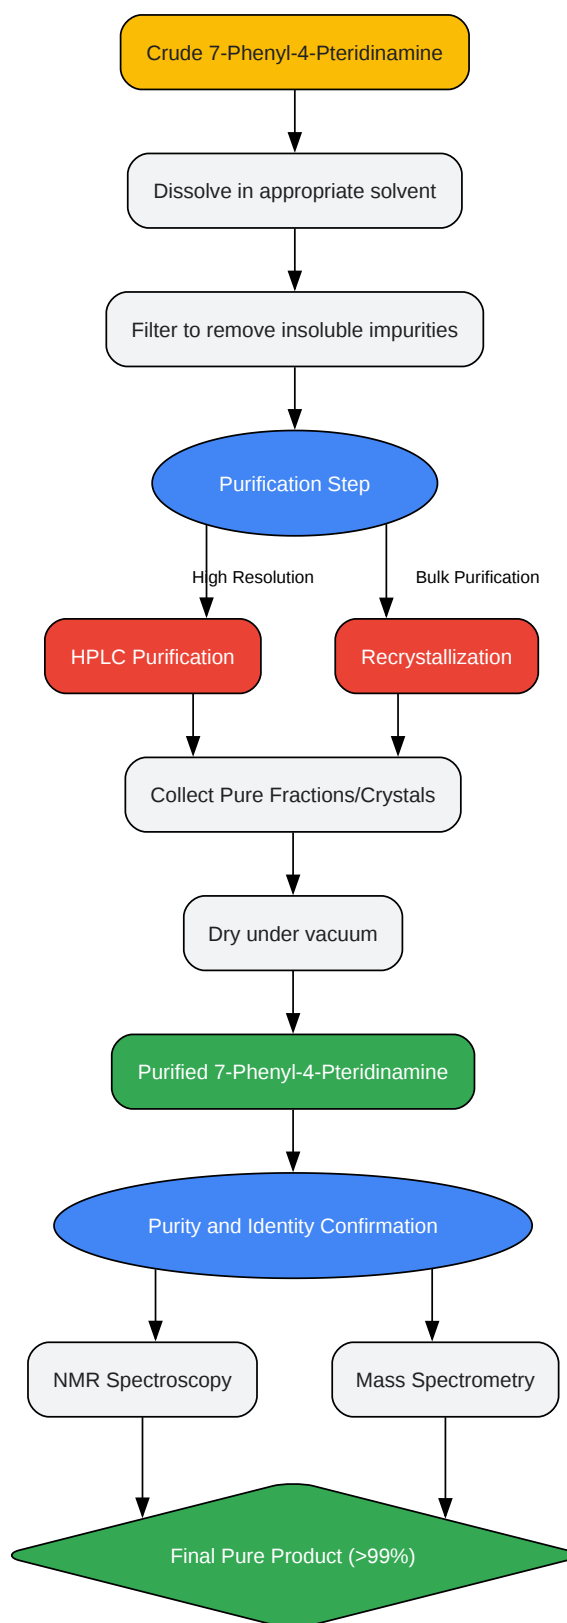 Crude 7-Phenyl-4-Pteridinamine
Dissolve in appropriate solvent
Filter to remove insoluble impurities
Purification Step
High Resolution
Bulk Purification
HPLC Purification
Recrystallization
Collect Pure Fractions/Crystals
Dry under vacuum
Purified 7-Phenyl-4-Pteridinamine
Purity and Identity Confirmation
NMR Spectroscopy
Mass Spectrometry
Final Pure Product (>99%)